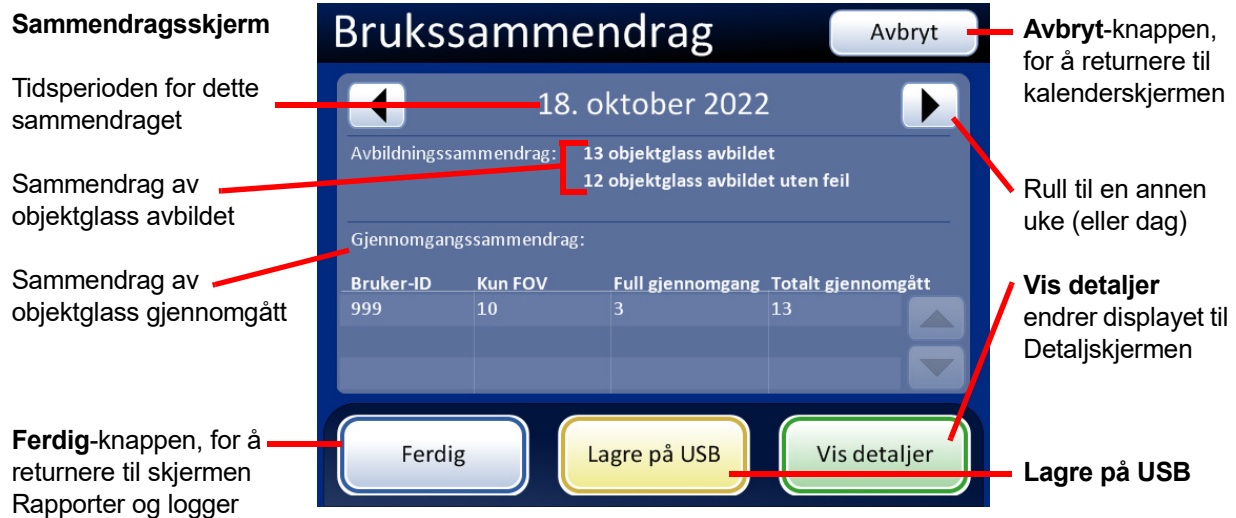 Sammendragsskjerm
Tidsperioden for dette
sammendraget
Sammendrag av
objektglass avbildet
Sammendrag av
objektglass gjennomgått
Ferdig-knappen, for å
returnere til skjermen
Rapporter og logger
Brukssammendrag
Avbryt
18. oktober 2022
Avbildningssammendrag: 13 objektglass avbildet
12 objektglass avbildet uten feil
Gjennomgangssammendrag:
Bruker-ID Kun FOV Full gjennomgang Totalt gjennomgått
999 10 3 13
Ferdig Lagre på USB Vis detaljer
Avbryt-knappen,
for å returnere til
kalenderskjermen
Rull til en annen
uke (eller dag)
Vis detaljer
endrer displayet til
Detaljskjermen
Lagre på USB